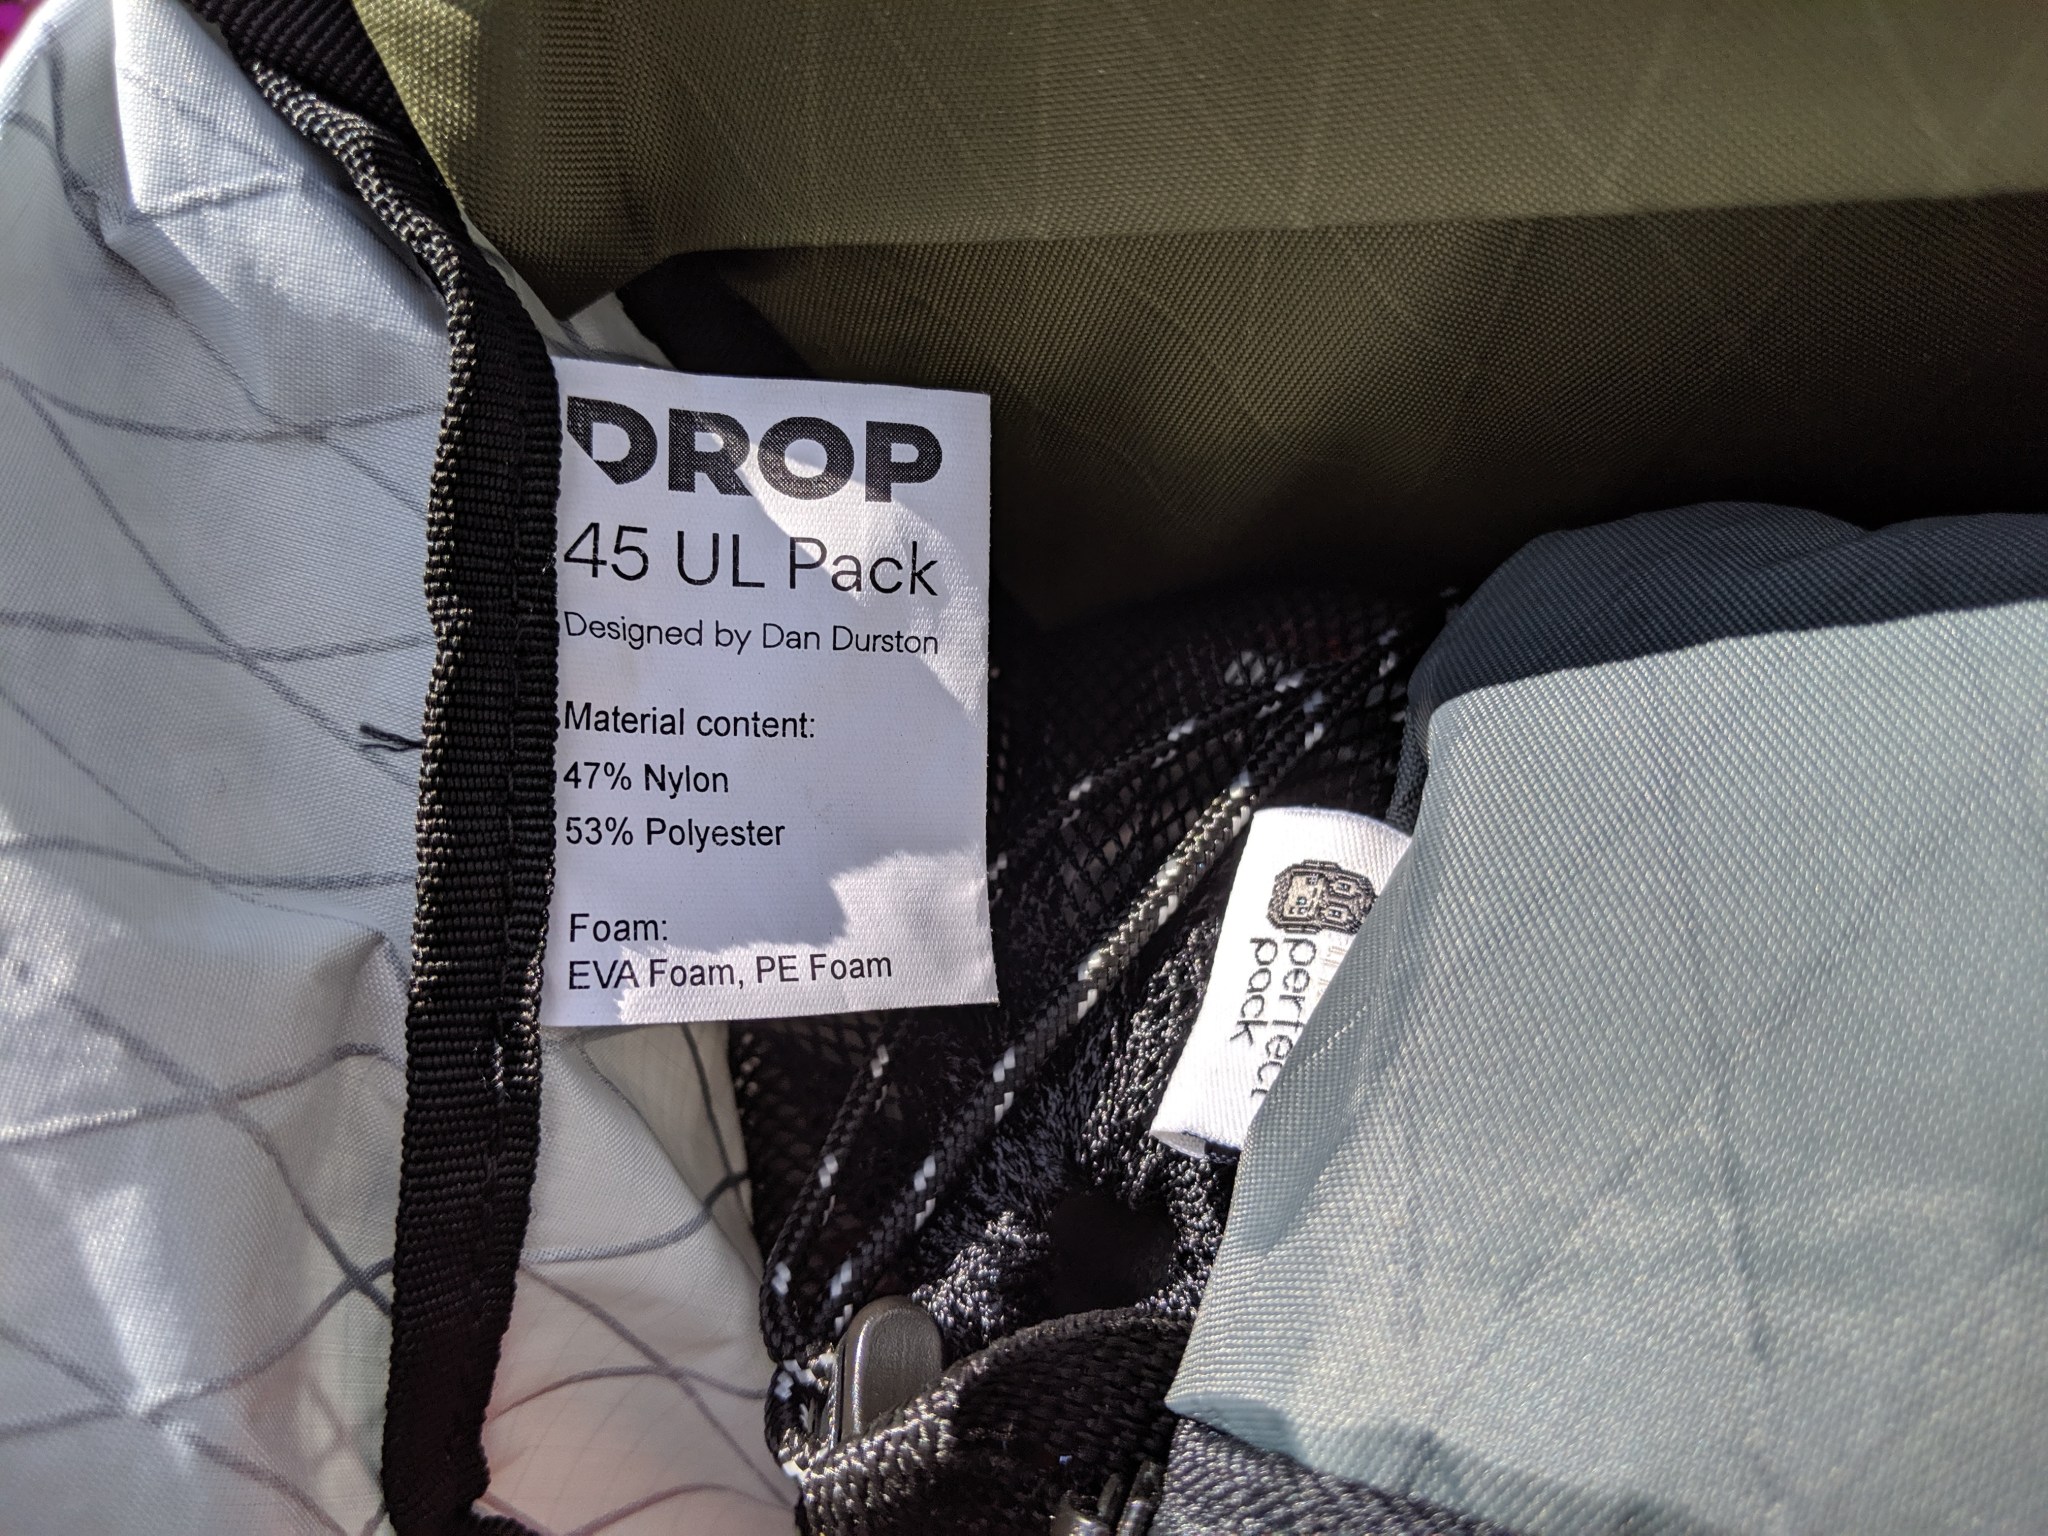 DROP
45 UL Pack
Designed by Dan Durston
Material content:
47% Nylon
53% Polyester
Foam:
EVA Foam, PE Foam
perfect
pack